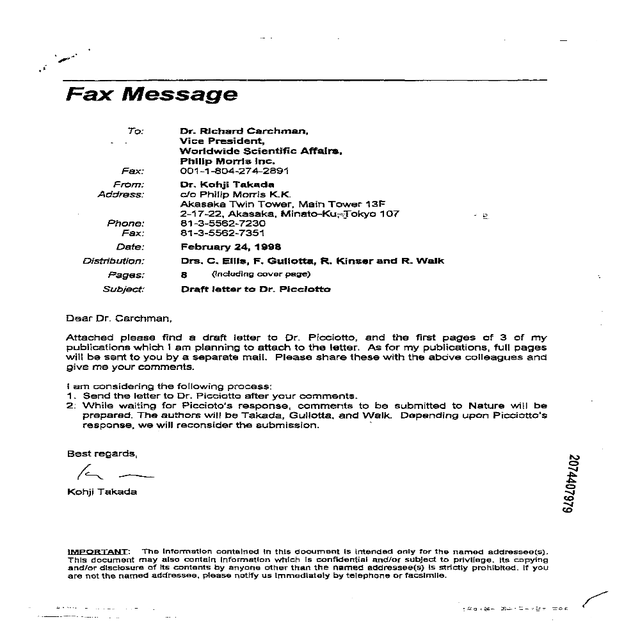 Fax Message
To: Dr. Richard Carchman,
Vice President,
Worldwide Scientific Affairs,
Philip Morris Inc.
Fax: 001-1-804-274-2891
From: Dr. Kohji Takada
Address: c/o Philip Morris K.K.
Akasaka Twin Tower, Main Tower 13F
2-17-22, Akasaka, Minato-Ku, Tokyo 107
Phone: 81-3-5562-7230
Fax: 81-3-5562-7351
Date: February 24, 1998
Distribution: Drs. C. Ellis, F. Gullotta, R. Kinser and R. Walk
Pages: 8 (including cover page)
Subject: Draft letter to Dr. Picciotto
Dear Dr. Carchman,
Attached please find a draft letter to Dr. Picciotto, and the first pages of 3 of my
publications which I am planning to attach to the letter. As for my publications, full pages
will be sent to you by a separate mail. Please share these with the above colleagues and
give me your comments.
I am considering the following process:
1. Send the letter to Dr. Picciotto after your comments.
2. While waiting for Piccioto's response, comments to be submitted to Nature will be
prepared. The authors will be Takada, Gullotta, and Walk. Depending upon Picciotto's
response, we will reconsider the submission.
Best regards,
Kohji Takada
2074407979
IMPORTANT: The information contained in this document is intended only for the named addressee(s).
This document may also contain information which is confidential and/or subject to privilege. Its copying
and/or disclosure of its contents by anyone other than the named addressee(s) is strictly prohibited. If you
are not the named addressee, please notify us immediately by telephone or facsimile.